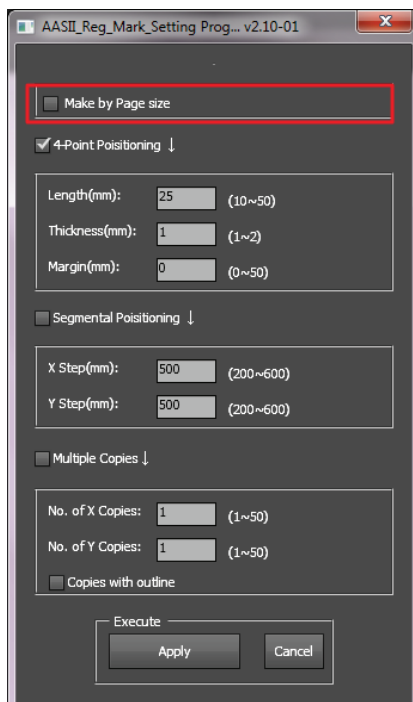 AASII_Reg_Mark_Setting Prog... v2.10-01
Make by Page size
4-Point Poisitioning ↓
Length(mm): 25 (10~50)
Thickness(mm): 1 (1~2)
Margin(mm): 0 (0~50)
Segmental Poisitioning ↓
X Step(mm): 500 (200~600)
Y Step(mm): 500 (200~600)
Multiple Copies ↓
No. of X Copies: 1 (1~50)
No. of Y Copies: 1 (1~50)
Copies with outline
Execute
Apply Cancel